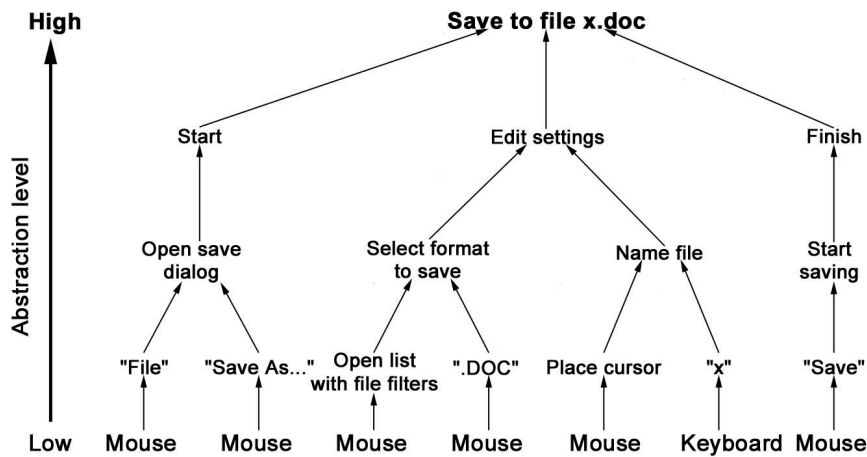 High
Save to file x.doc
Abstraction level
Start
Edit settings
Finish
Open save
dialog
Select format
to save
Name file
Start
saving
"File"
"Save As..."
Open list
with file filters
".DOC"
Place cursor
"x"
"Save"
Low
Mouse
Mouse
Mouse
Mouse
Mouse
Keyboard
Mouse